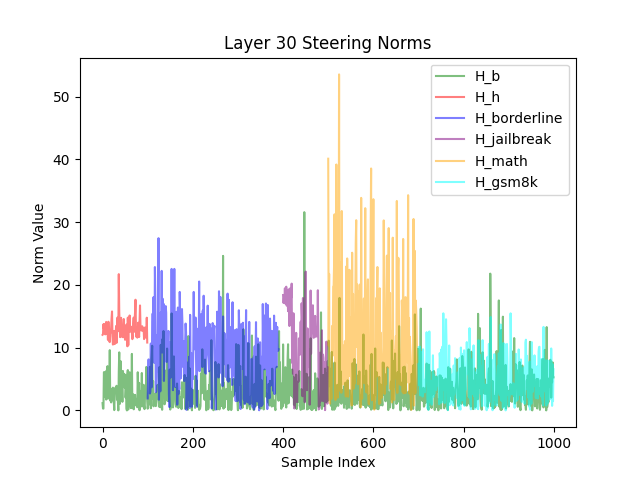 Layer 30 Steering Norms
H_b
H_h
H_borderline
H_jailbreak
H_math
H_gsm8k
Norm Value
50
40
30
20
10
0
0 200 400 600 800 1000
Sample Index